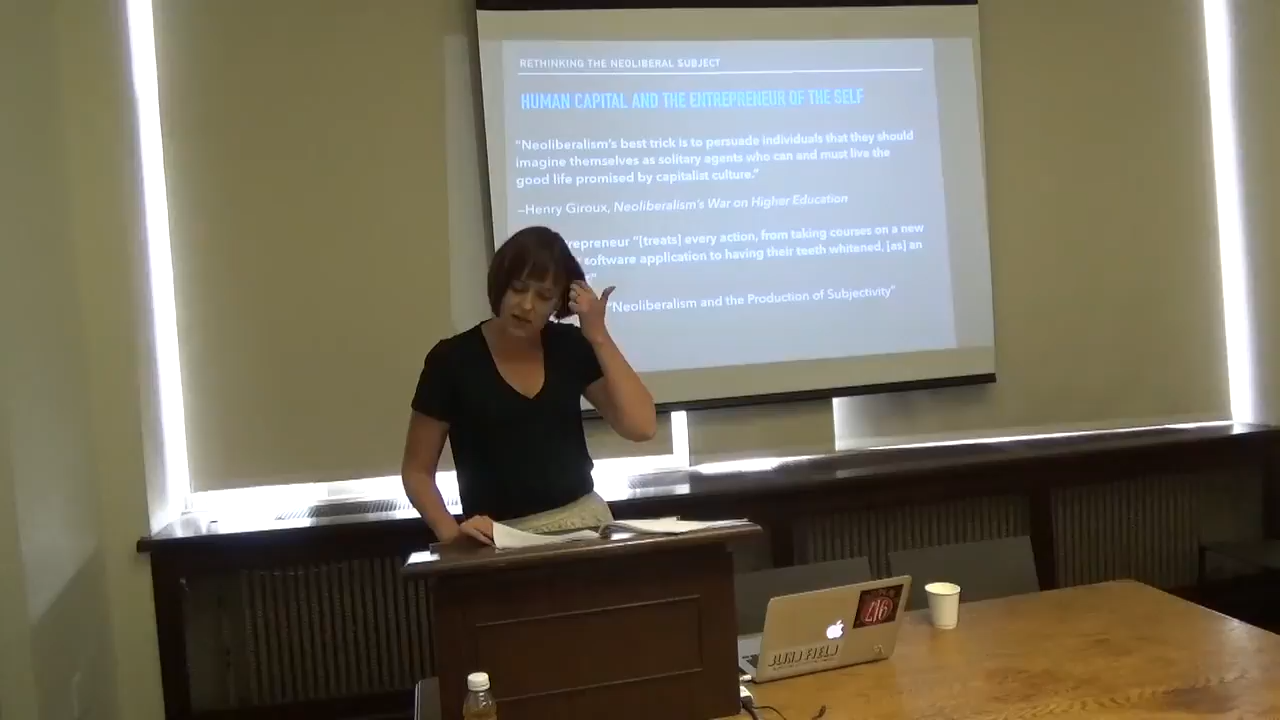 RETHINKING THE NEOLIBERAL SUBJECT
HUMAN CAPITAL AND THE ENTREPRENEUR OF THE SELF
"Neoliberalism's best trick is to persuade individuals that they should
imagine themselves as solitary agents who can and must live the
good life promised by capitalist culture."
–Henry Giroux, Neoliberalism's War on Higher Education
repreneur "[treats] every action, from taking courses on a new
software application to having their teeth whitened, [as] an
"Neoliberalism and the Production of Subjectivity"
BLIND FIELD